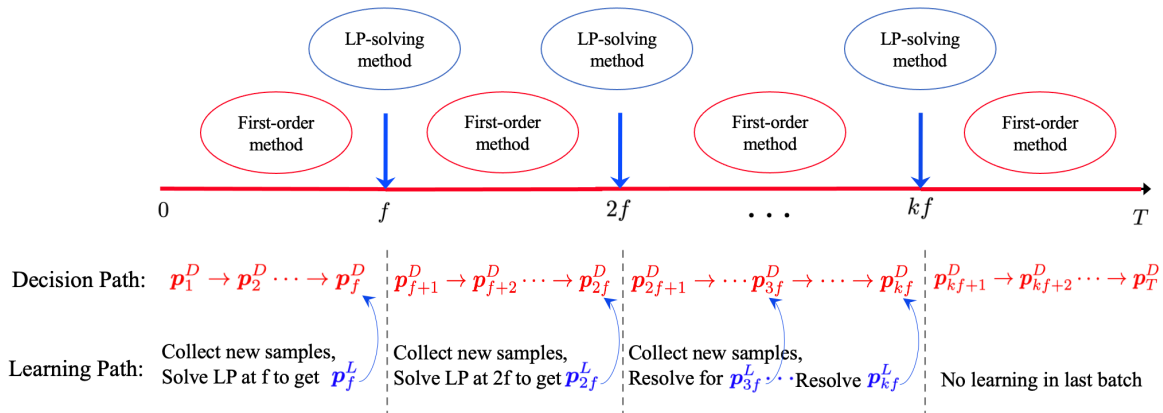 LP-solving
method
LP-solving
method
LP-solving
method
First-order
method
First-order
method
First-order
method
First-order
method
0 f 2f ... kf T
Decision Path: p_1^D → p_2^D ⋯ → p_f^D p_{f+1}^D → p_{f+2}^D ⋯ → p_{2f}^D p_{2f+1}^D → ⋯ p_{3f}^D ⋯ → p_{kf}^D p_{kf+1}^D → p_{kf+2}^D ⋯ → p_T^D
Learning Path:
Collect new samples,
Solve LP at f to get p_f^L
Collect new samples,
Solve LP at 2f to get p_{2f}^L
Collect new samples,
Resolve for p_{3f}^L ⋯ Resolve p_{kf}^L
No learning in last batch